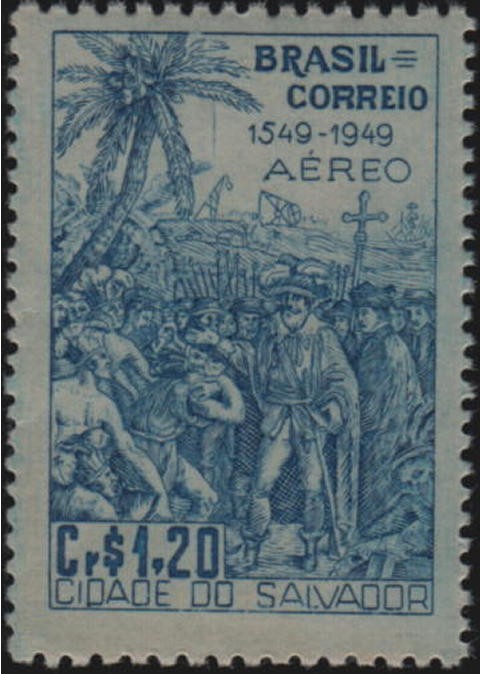 BRASIL=
CORREIO
1549-1949
AÉREO
Cr$1,20
CIDADE DO SALVADOR